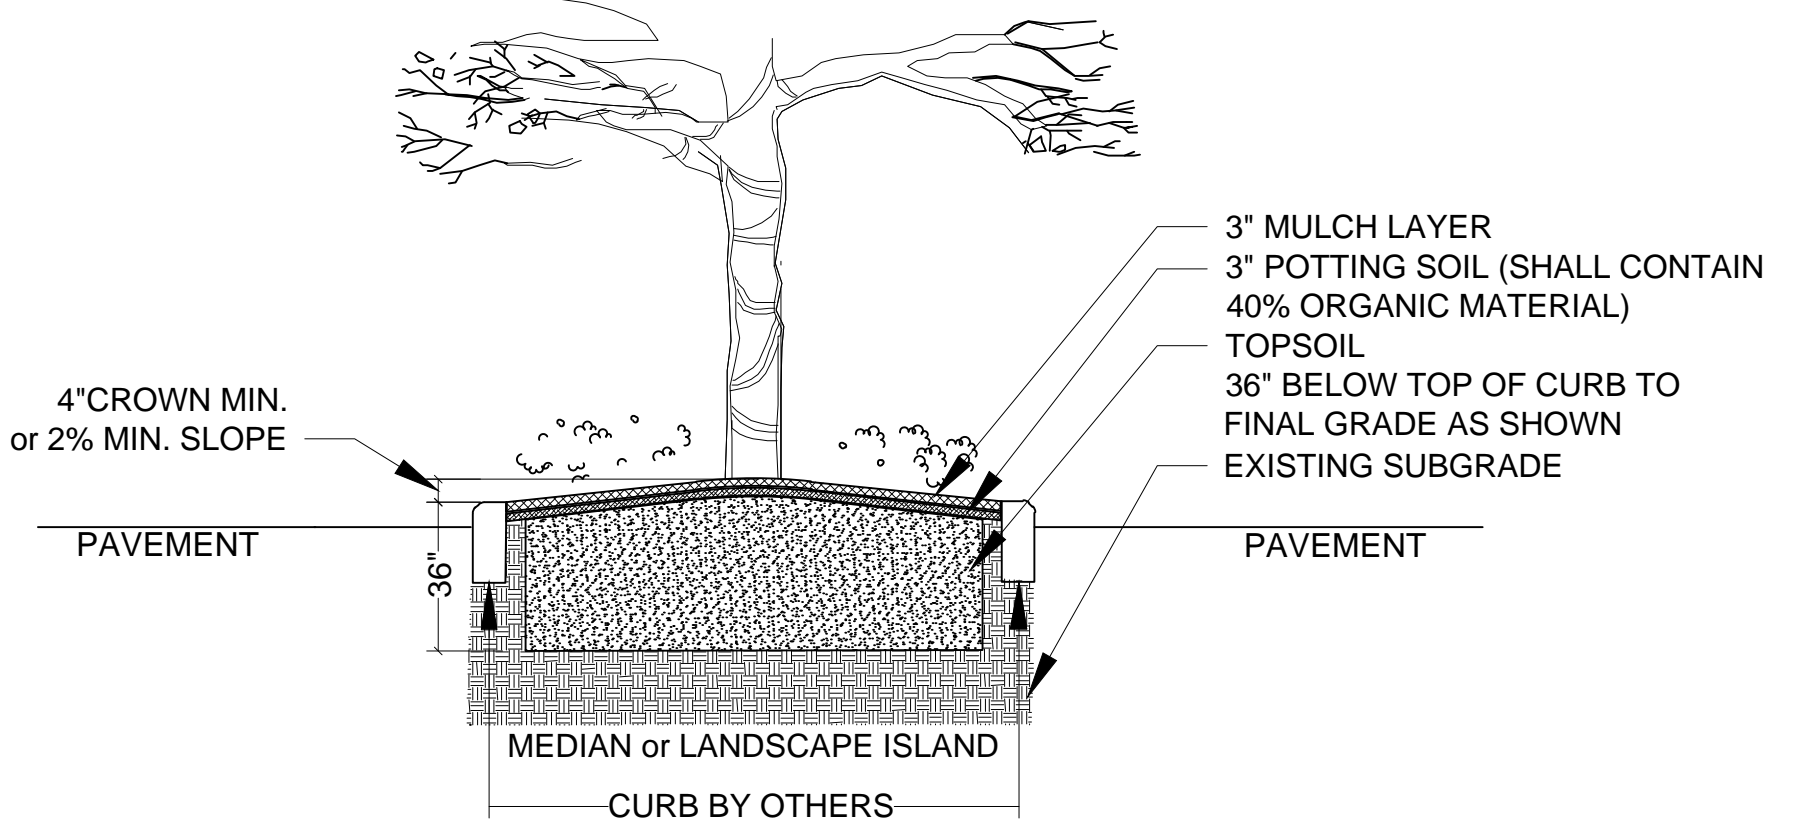 3" MULCH LAYER
3" POTTING SOIL (SHALL CONTAIN
40% ORGANIC MATERIAL)
TOPSOIL
36" BELOW TOP OF CURB TO
FINAL GRADE AS SHOWN
EXISTING SUBGRADE
4"CROWN MIN.
or 2% MIN. SLOPE
PAVEMENT
36"
PAVEMENT
MEDIAN or LANDSCAPE ISLAND
CURB BY OTHERS